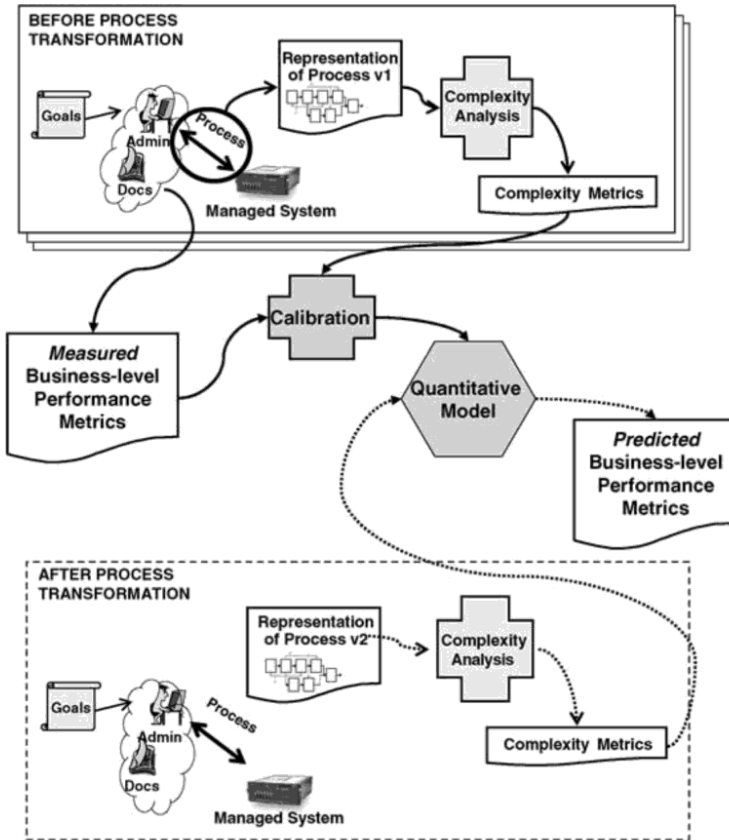 BEFORE PROCESS
TRANSFORMATION
Goals
Admin
Docs
Process
Managed System
Representation
of Process v1
Complexity
Analysis
Complexity Metrics
Measured
Business-level
Performance
Metrics
Calibration
Quantitative
Model
Predicted
Business-level
Performance
Metrics
AFTER PROCESS
TRANSFORMATION
Goals
Admin
Docs
Process
Managed System
Representation
of Process v2
Complexity
Analysis
Complexity Metrics